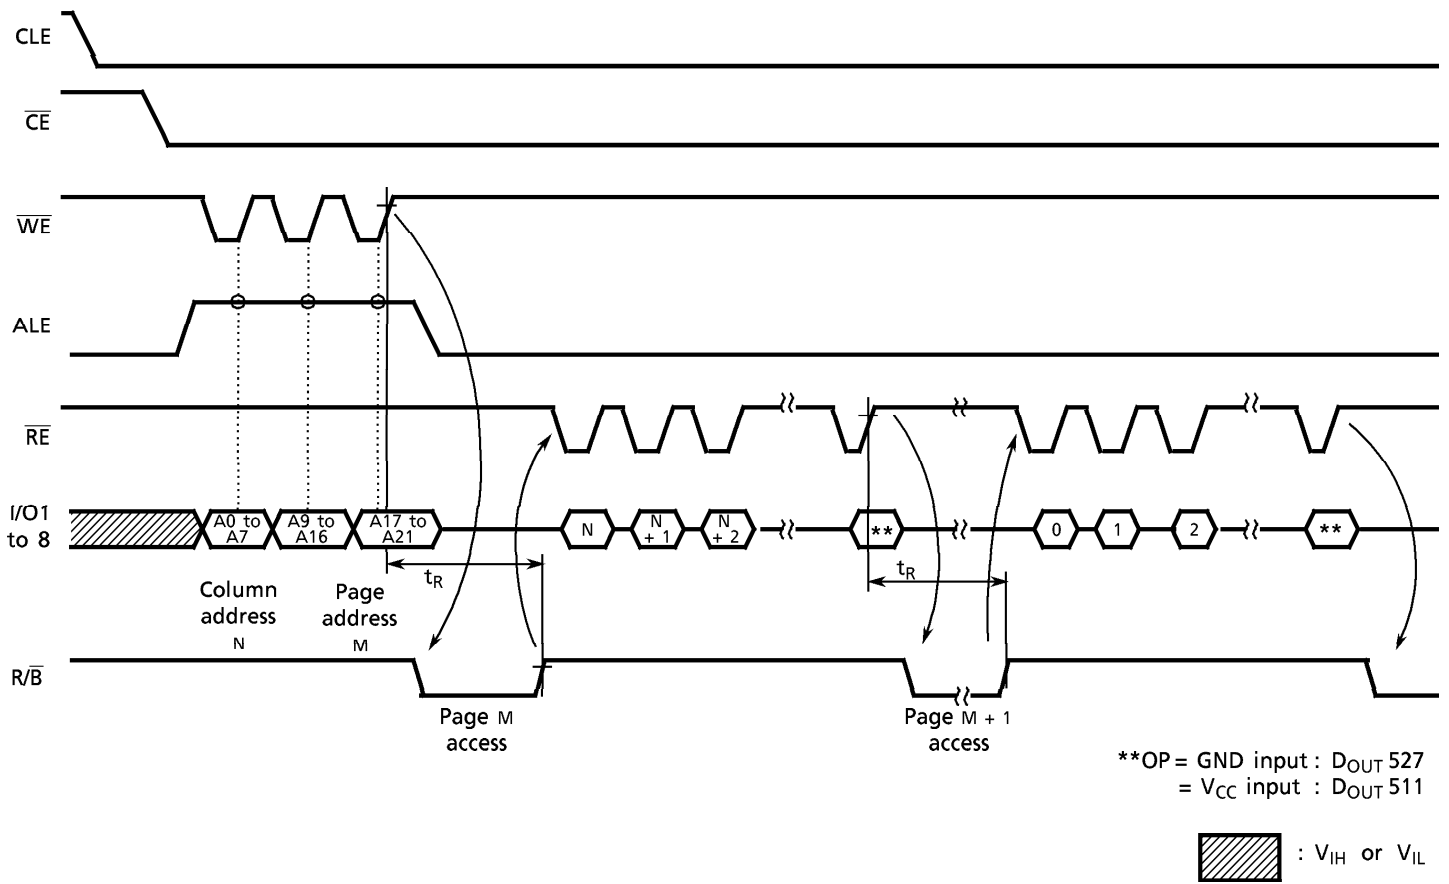 CLE
CE
WE
ALE
RE
I/O1
to 8
A0 to
A7
A9 to
A16
A17 to
A21
N
N
+ 1
N
+ 2
**
0
1
2
**
tR
tR
Column
address
N
Page
address
M
R/B
Page M
access
Page M + 1
access
**OP = GND input : DOUT 527
= VCC input : DOUT 511
: VIH or VIL